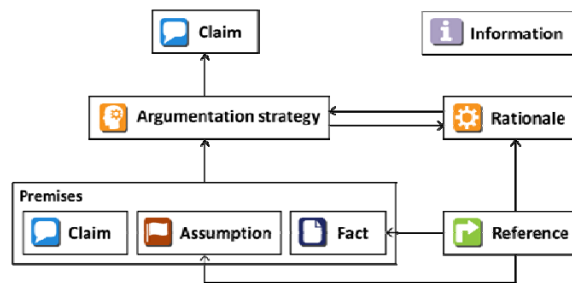 Claim
Information
Argumentation strategy
Rationale
Premises
Claim
Assumption
Fact
Reference